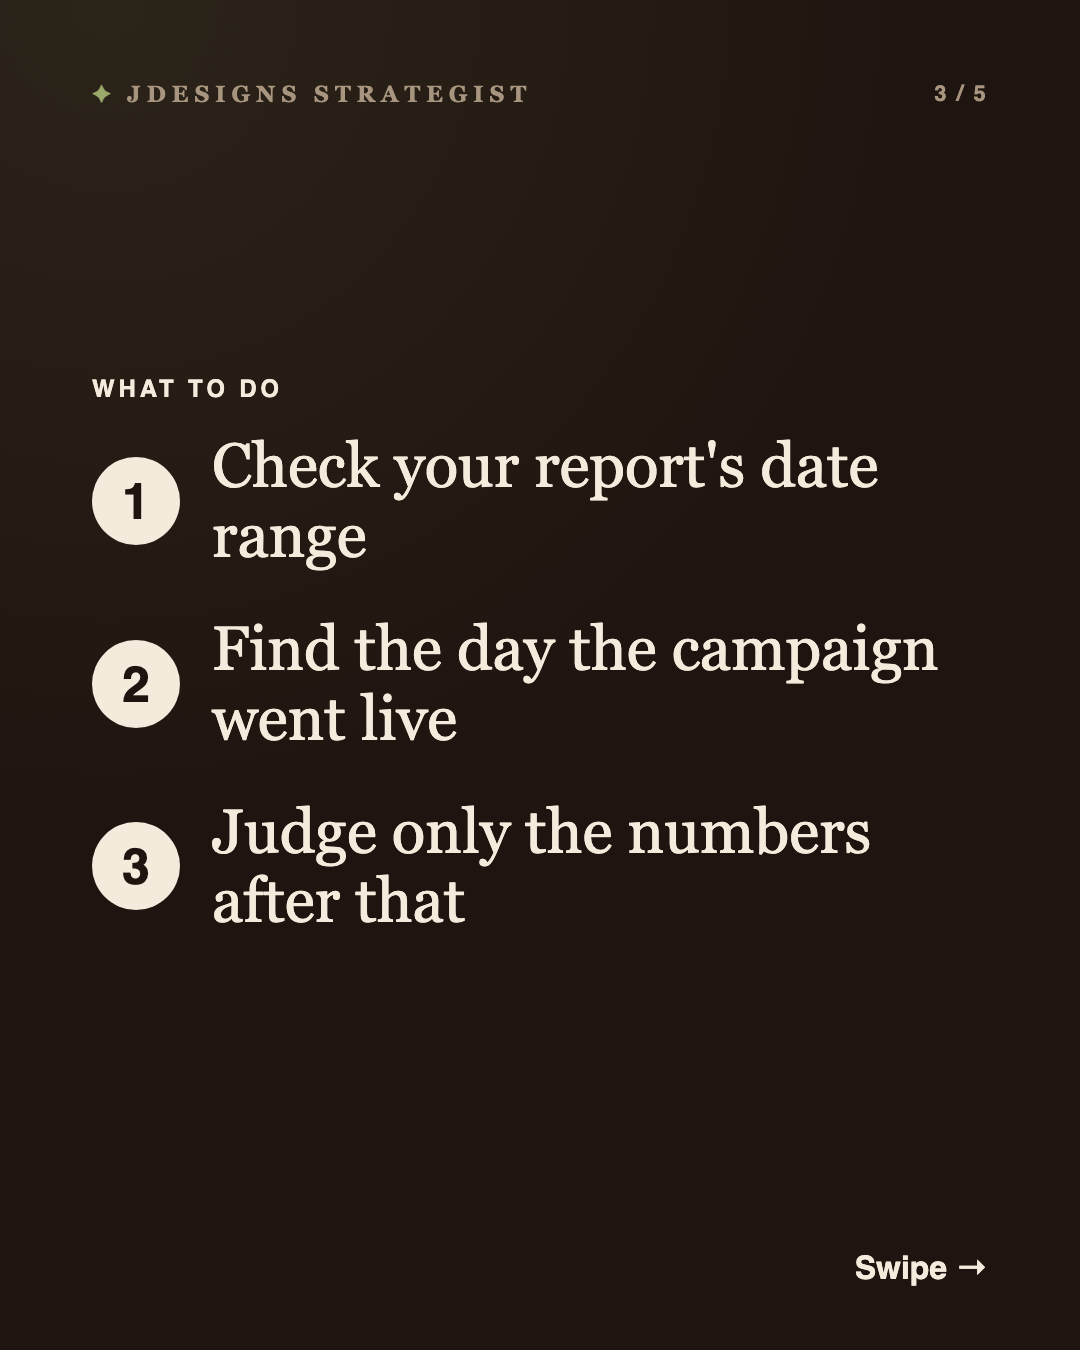 ✦ JDESIGNS STRATEGIST
3 / 5
WHAT TO DO
1 Check your report's date
range
2 Find the day the campaign
went live
3 Judge only the numbers
after that
Swipe →